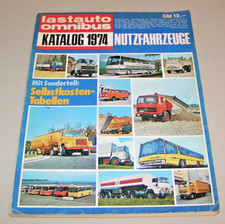 lastauto
omnibus
DM 12,–
KATALOG 1974 NUTZFAHRZEUGE
Mit Sonderteil:
Selbstkosten-
Tabellen